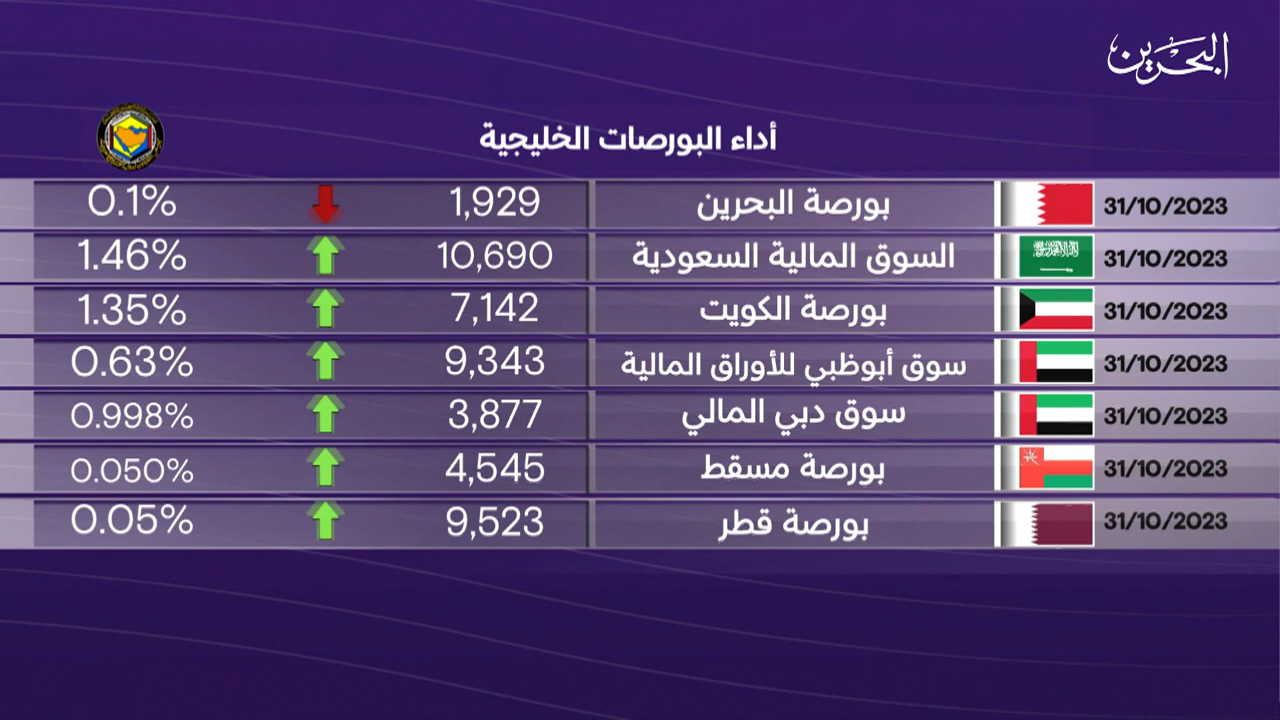 البحرين
أداء البورصات الخليجية
31/10/2023 بورصة البحرين 1,929 0.1%
31/10/2023 السوق المالية السعودية 10,690 1.46%
31/10/2023 بورصة الكويت 7,142 1.35%
31/10/2023 سوق أبوظبي للأوراق المالية 9,343 0.63%
31/10/2023 سوق دبي المالي 3,877 0.998%
31/10/2023 بورصة مسقط 4,545 0.050%
31/10/2023 بورصة قطر 9,523 0.05%